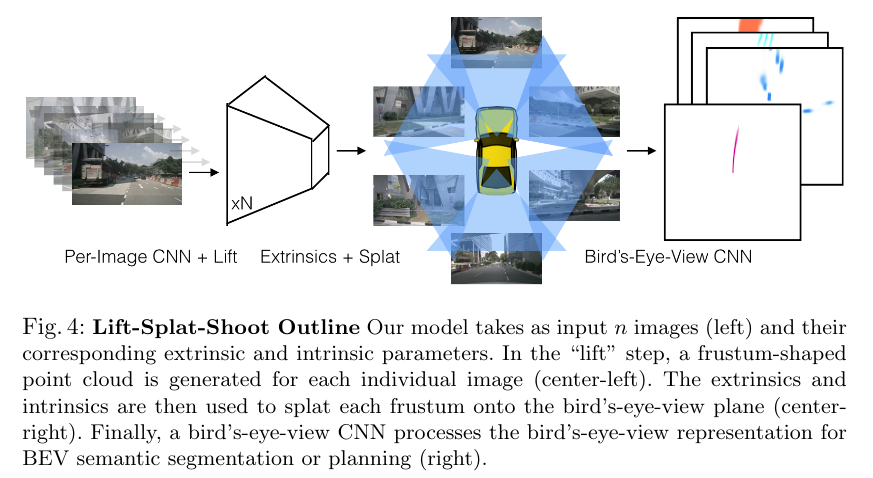 xN
Per-Image CNN + Lift
Extrinsics + Splat
Bird's-Eye-View CNN
Fig. 4: Lift-Splat-Shoot Outline Our model takes as input n images (left) and their
corresponding extrinsic and intrinsic parameters. In the “lift” step, a frustum-shaped
point cloud is generated for each individual image (center-left). The extrinsics and
intrinsics are then used to splat each frustum onto the bird’s-eye-view plane (center-
right). Finally, a bird’s-eye-view CNN processes the bird’s-eye-view representation for
BEV semantic segmentation or planning (right).